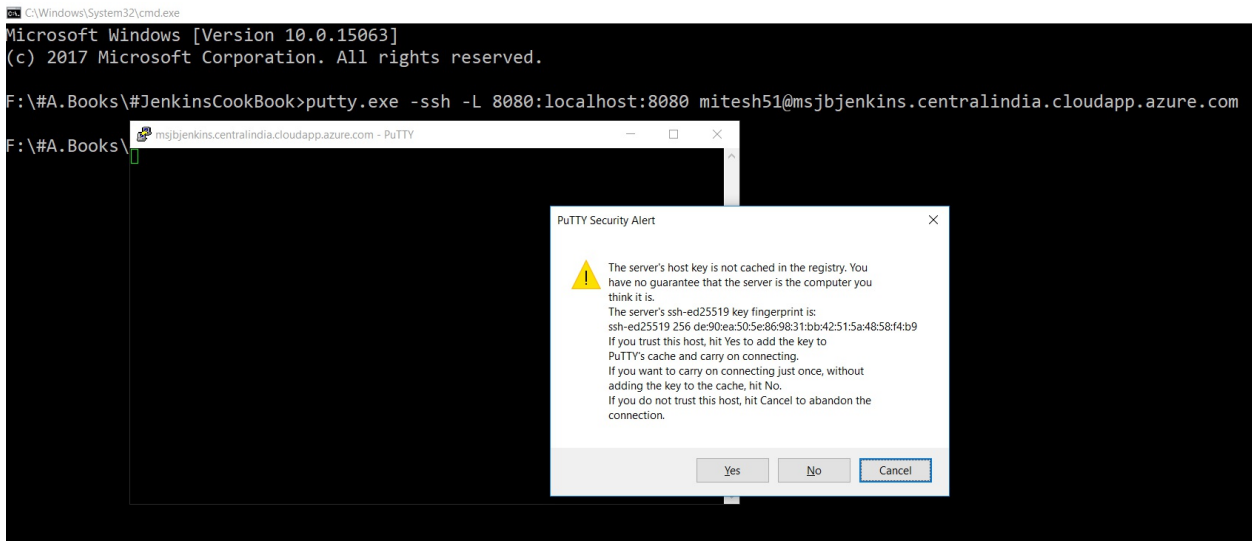 C:\Windows\System32\cmd.exe
Microsoft Windows [Version 10.0.15063]
(c) 2017 Microsoft Corporation. All rights reserved.
F:\#A.Books\#JenkinsCookBook>putty.exe -ssh -L 8080:localhost:8080 mitesh51@msjbjenkins.centralindia.cloudapp.azure.com
F:\#A.Books\
msjbjenkins.centralindia.cloudapp.azure.com - PuTTY
PuTTY Security Alert
The server's host key is not cached in the registry. You
have no guarantee that the server is the computer you
think it is.
The server's ssh-ed25519 key fingerprint is:
ssh-ed25519 256 de:90:ea:50:5e:86:98:31:bb:42:51:5a:48:58:f4:b9
If you trust this host, hit Yes to add the key to
PuTTY's cache and carry on connecting.
If you want to carry on connecting just once, without
adding the key to the cache, hit No.
If you do not trust this host, hit Cancel to abandon the
connection.
Yes
No
Cancel